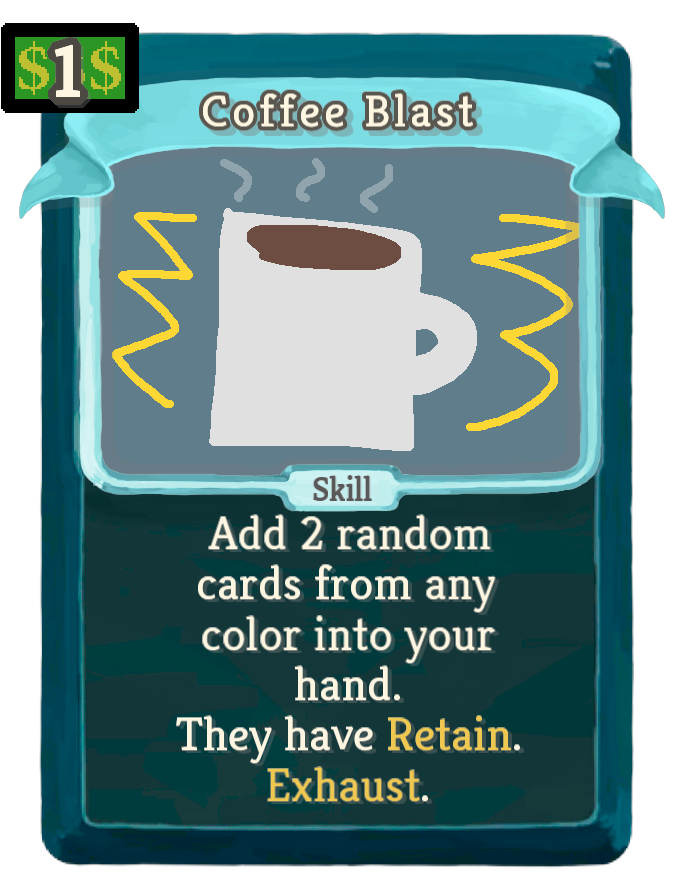 $1$
Coffee Blast
Skill
Add 2 random
cards from any
color into your
hand.
They have Retain.
Exhaust.